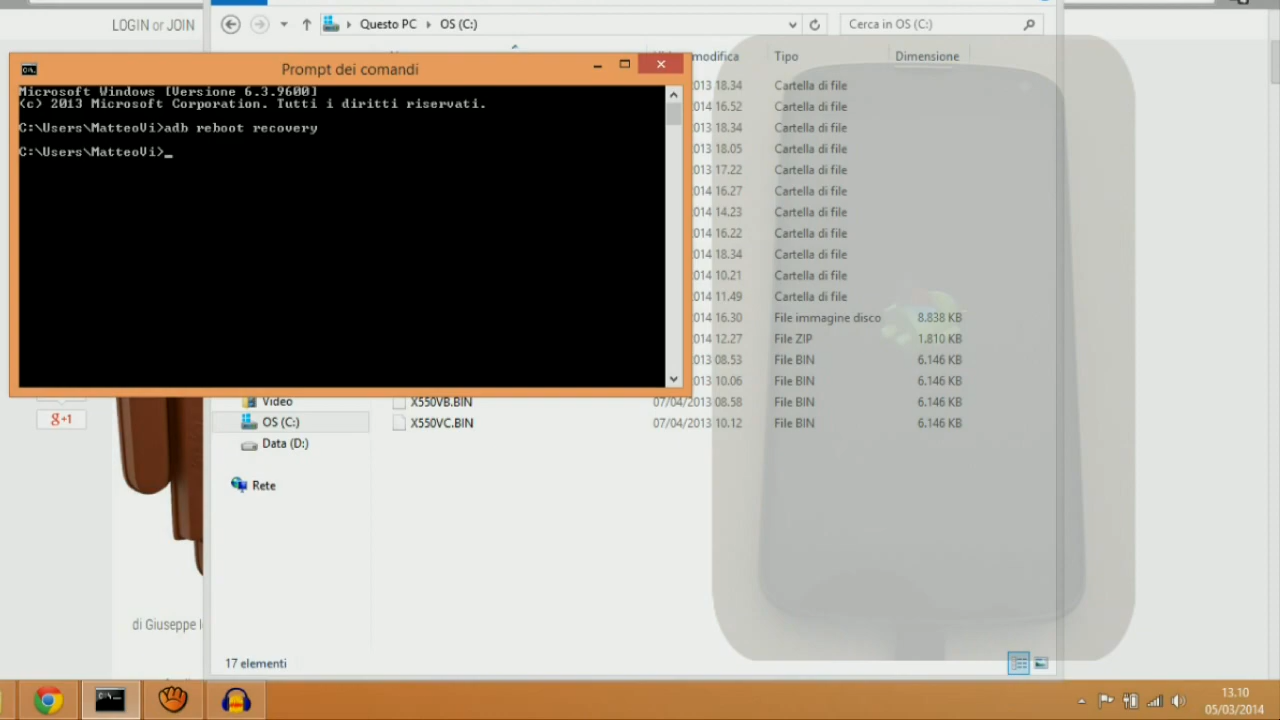 LOGIN or JOIN
Questo PC
OS (C:)
Cerca in OS (C:)
modifica
Tipo
Dimensione
Prompt dei comandi
Microsoft Windows [Versione 6.3.9600]
(c) 2013 Microsoft Corporation. Tutti i diritti riservati.
C:\Users\MatteoVi>adb reboot recovery
C:\Users\MatteoVi>_
013 18.34 Cartella di file
014 16.52 Cartella di file
013 18.34 Cartella di file
013 18.05 Cartella di file
013 17.22 Cartella di file
014 16.27 Cartella di file
014 14.23 Cartella di file
014 16.22 Cartella di file
013 18.34 Cartella di file
014 10.21 Cartella di file
014 11.49 Cartella di file
014 16.30 File immagine disco 8.838 KB
014 12.27 File ZIP 1.810 KB
013 08.53 File BIN 6.146 KB
013 10.06 File BIN 6.146 KB
Video
X550VB.BIN 07/04/2013 08.58 File BIN 6.146 KB
g+1
OS (C:)
X550VC.BIN 07/04/2013 10.12 File BIN 6.146 KB
Data (D:)
Rete
di Giuseppe
17 elementi
13.10
05/03/2014